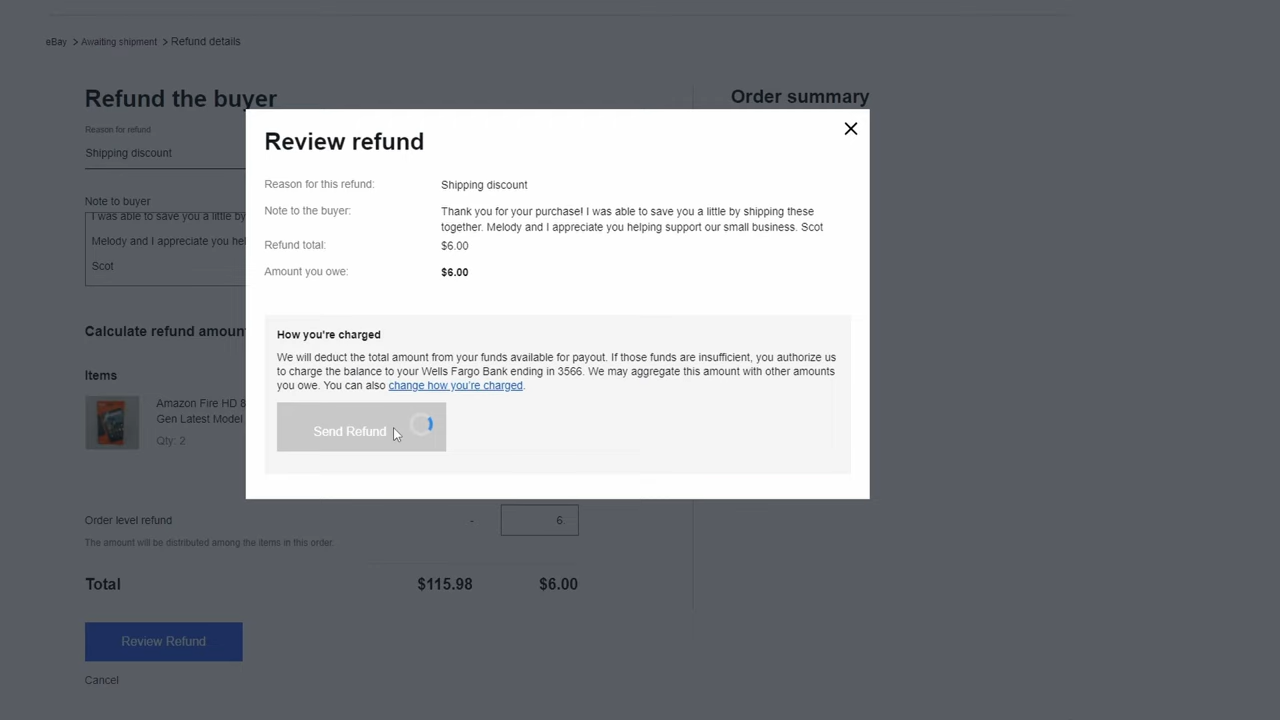 eBay > Awaiting shipment > Refund details
Refund the buyer
Order summary
Reason for refund
Shipping discount
Note to buyer
I was able to save you a little by
Melody and I appreciate you hel
Scot
Calculate refund amoun
Items
Amazon Fire HD 8
Gen Latest Model
Qty: 2
Order level refund
-
6.
The amount will be distributed among the items in this order.
Total
$115.98
$6.00
Review Refund
Cancel
Review refund
Reason for this refund:
Shipping discount
Note to the buyer:
Thank you for your purchase! I was able to save you a little by shipping these
together. Melody and I appreciate you helping support our small business. Scot
Refund total:
$6.00
Amount you owe:
$6.00
How you're charged
We will deduct the total amount from your funds available for payout. If those funds are insufficient, you authorize us
to charge the balance to your Wells Fargo Bank ending in 3566. We may aggregate this amount with other amounts
you owe. You can also change how you're charged.
Send Refund